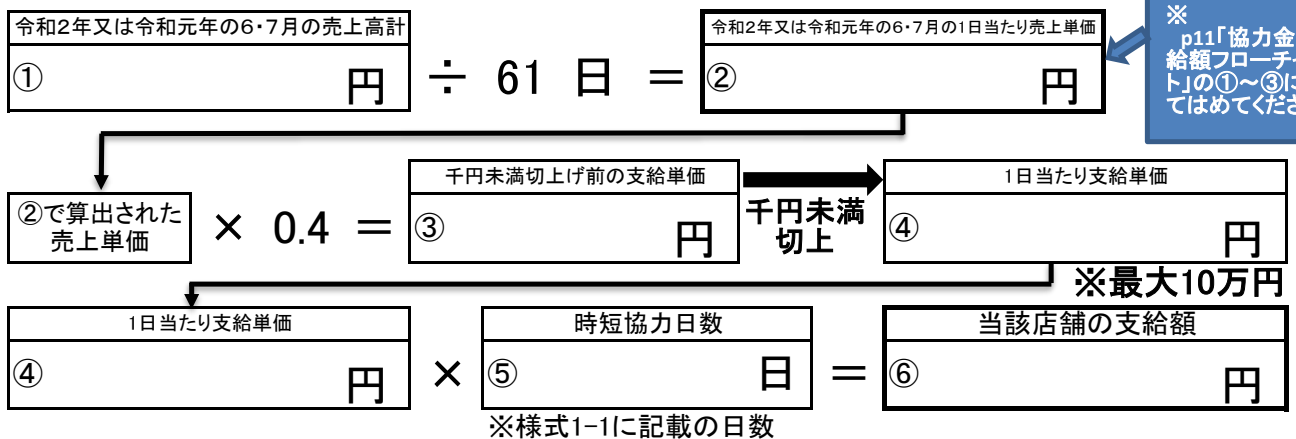 令和2年又は令和元年の6・7月の売上高計
① 円
÷ 61 日 =
令和2年又は令和元年の6・7月の1日当たり売上単価
② 円
※
p11「協力金
給額フローチ
ト」の①~③に
てはめてくださ
②で算出された
売上単価
× 0.4 =
千円未満切上げ前の支給単価
③ 円
千円未満
切上
1日当たり支給単価
④ 円
※最大10万円
1日当たり支給単価
④ 円
×
時短協力日数
⑤ 日
※様式1-1に記載の日数
=
当該店舗の支給額
⑥ 円